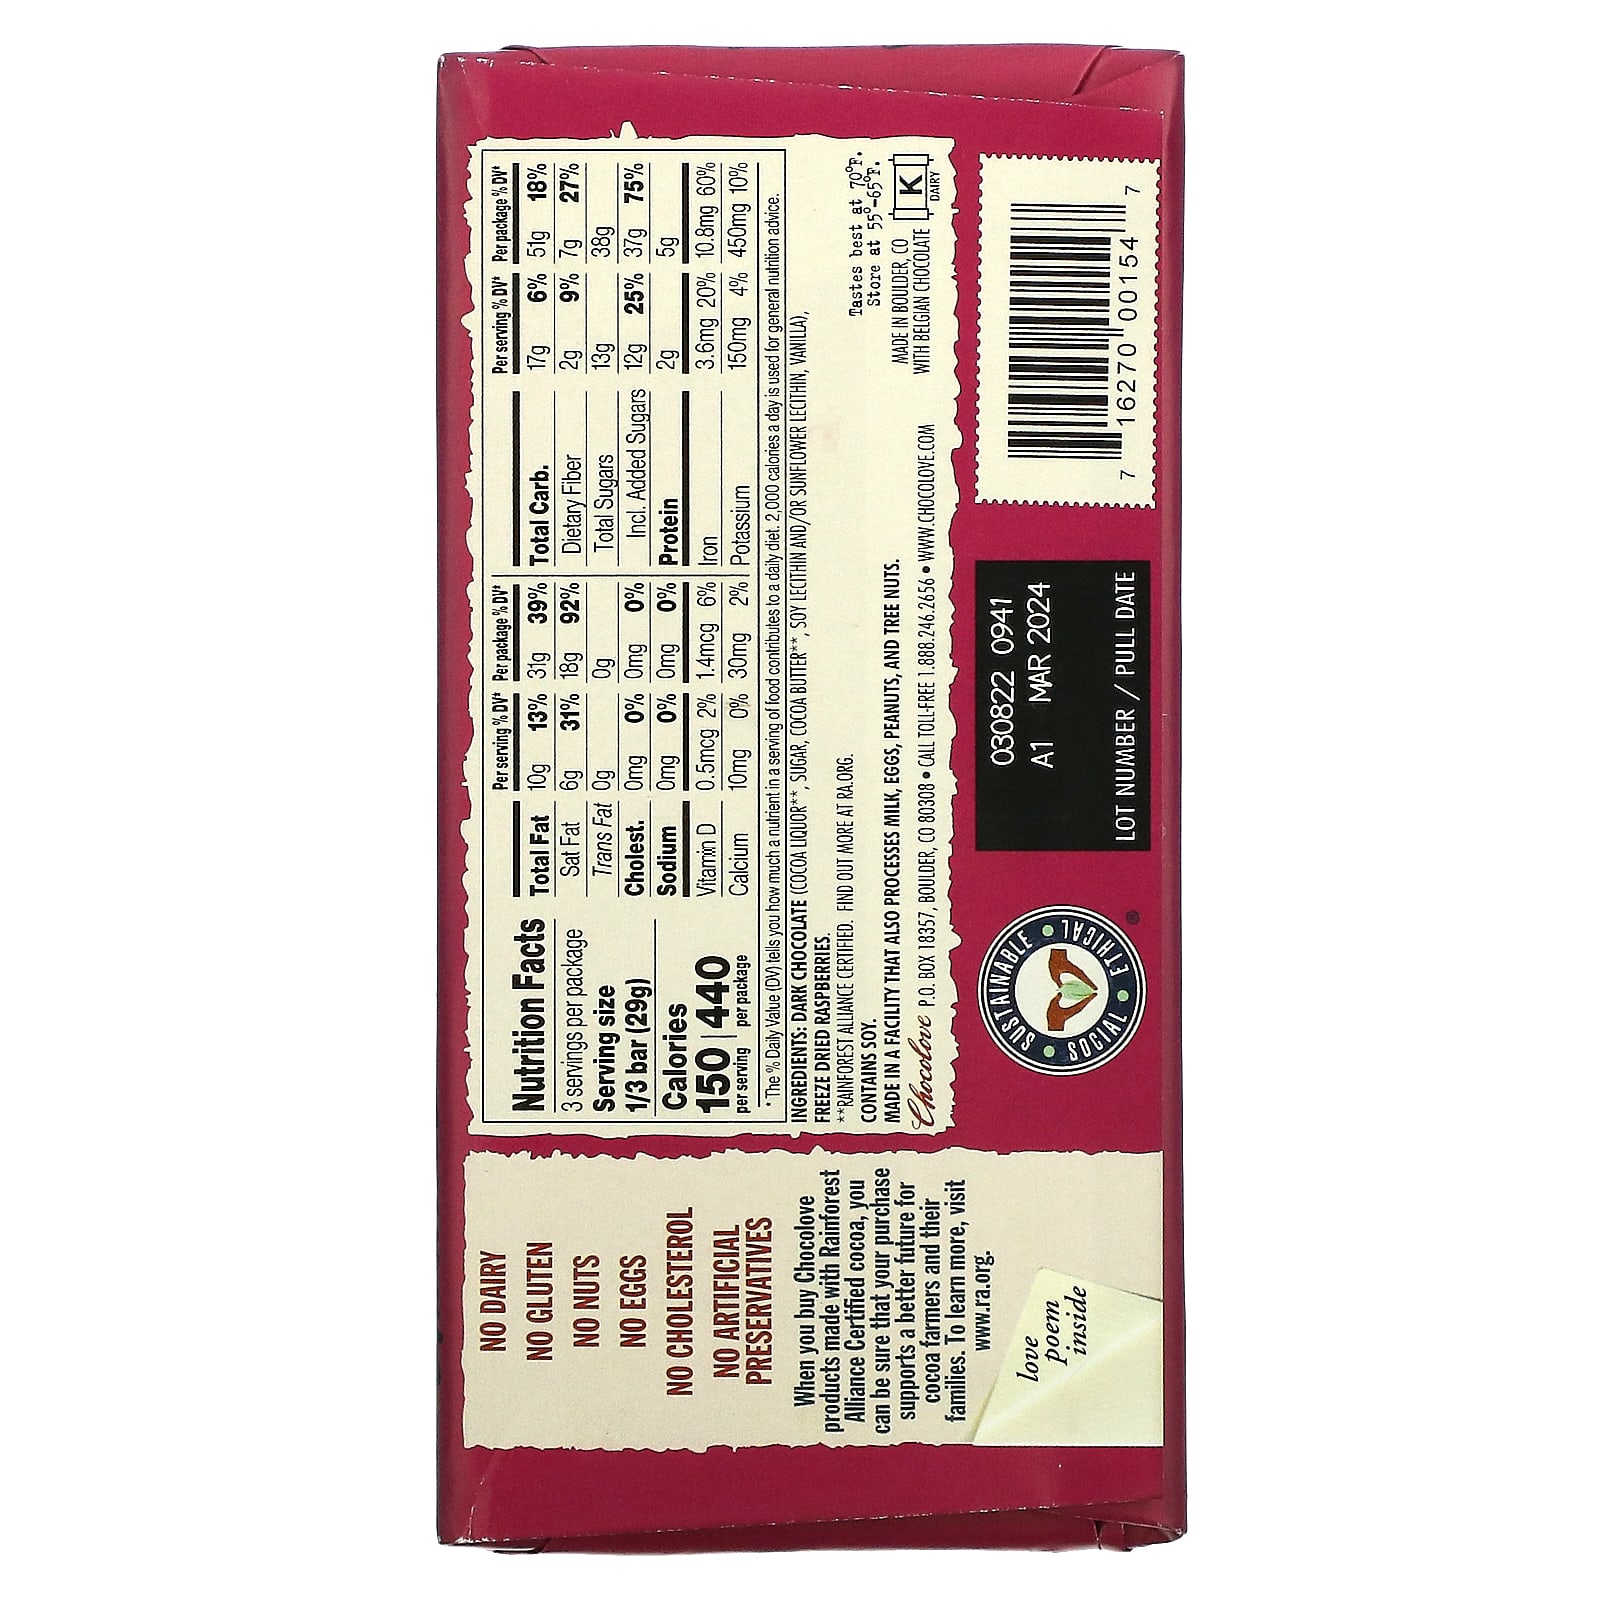 NO DAIRY
NO GLUTEN
NO NUTS
NO EGGS
NO CHOLESTEROL
NO ARTIFICIAL
PRESERVATIVES
When you buy Chocolove
products made with Rainforest
Alliance Certified cocoa, you
can be sure that your purchase
supports a better future for
cocoa farmers and their
families. To learn more, visit
www.ra.org.
love
poem
inside
Nutrition Facts
3 servings per package
Serving size
1/3 bar (29g)
Calories
150 | 440
per serving per package
Per serving % DV* Per package % DV*
Total Fat 10g 13% 31g 39%
Sat Fat 6g 31% 18g 92%
Trans Fat 0g 0g
Cholest. 0mg 0% 0mg 0%
Sodium 0mg 0% 0mg 0%
Vitamin D 0.5mcg 2% 1.4mcg 6%
Calcium 10mg 0% 30mg 2%
Per serving % DV* Per package % DV*
Total Carb. 17g 6% 51g 18%
Dietary Fiber 2g 9% 7g 27%
Total Sugars 13g 38g
Incl. Added Sugars 12g 25% 37g 75%
Protein 2g 5g
Iron 3.6mg 20% 10.8mg 60%
Potassium 150mg 4% 450mg 10%
* The % Daily Value (DV) tells you how much a nutrient in a serving of food contributes to a daily diet. 2,000 calories a day is used for general nutrition advice.
INGREDIENTS: DARK CHOCOLATE (COCOA LIQUOR**, SUGAR, COCOA BUTTER**, SOY LECITHIN AND/OR SUNFLOWER LECITHIN, VANILLA),
FREEZE DRIED RASPBERRIES.
**RAINFOREST ALLIANCE CERTIFIED. FIND OUT MORE AT RA.ORG.
CONTAINS SOY.
MADE IN A FACILITY THAT ALSO PROCESSES MILK, EGGS, PEANUTS, AND TREE NUTS.
Chocolove P.O. BOX 18357, BOULDER, CO 80308 • CALL TOLL-FREE 1.888.246.2656 • WWW.CHOCOLOVE.COM
Tastes best at 70°F.
Store at 55°–65°F.
MADE IN BOULDER, CO
WITH BELGIAN CHOCOLATE
K
DAIRY
SUSTAINABLE • ETHICAL • SOCIAL •
®
030822 0941
A1 MAR 2024
LOT NUMBER / PULL DATE
7 16270 00154 7